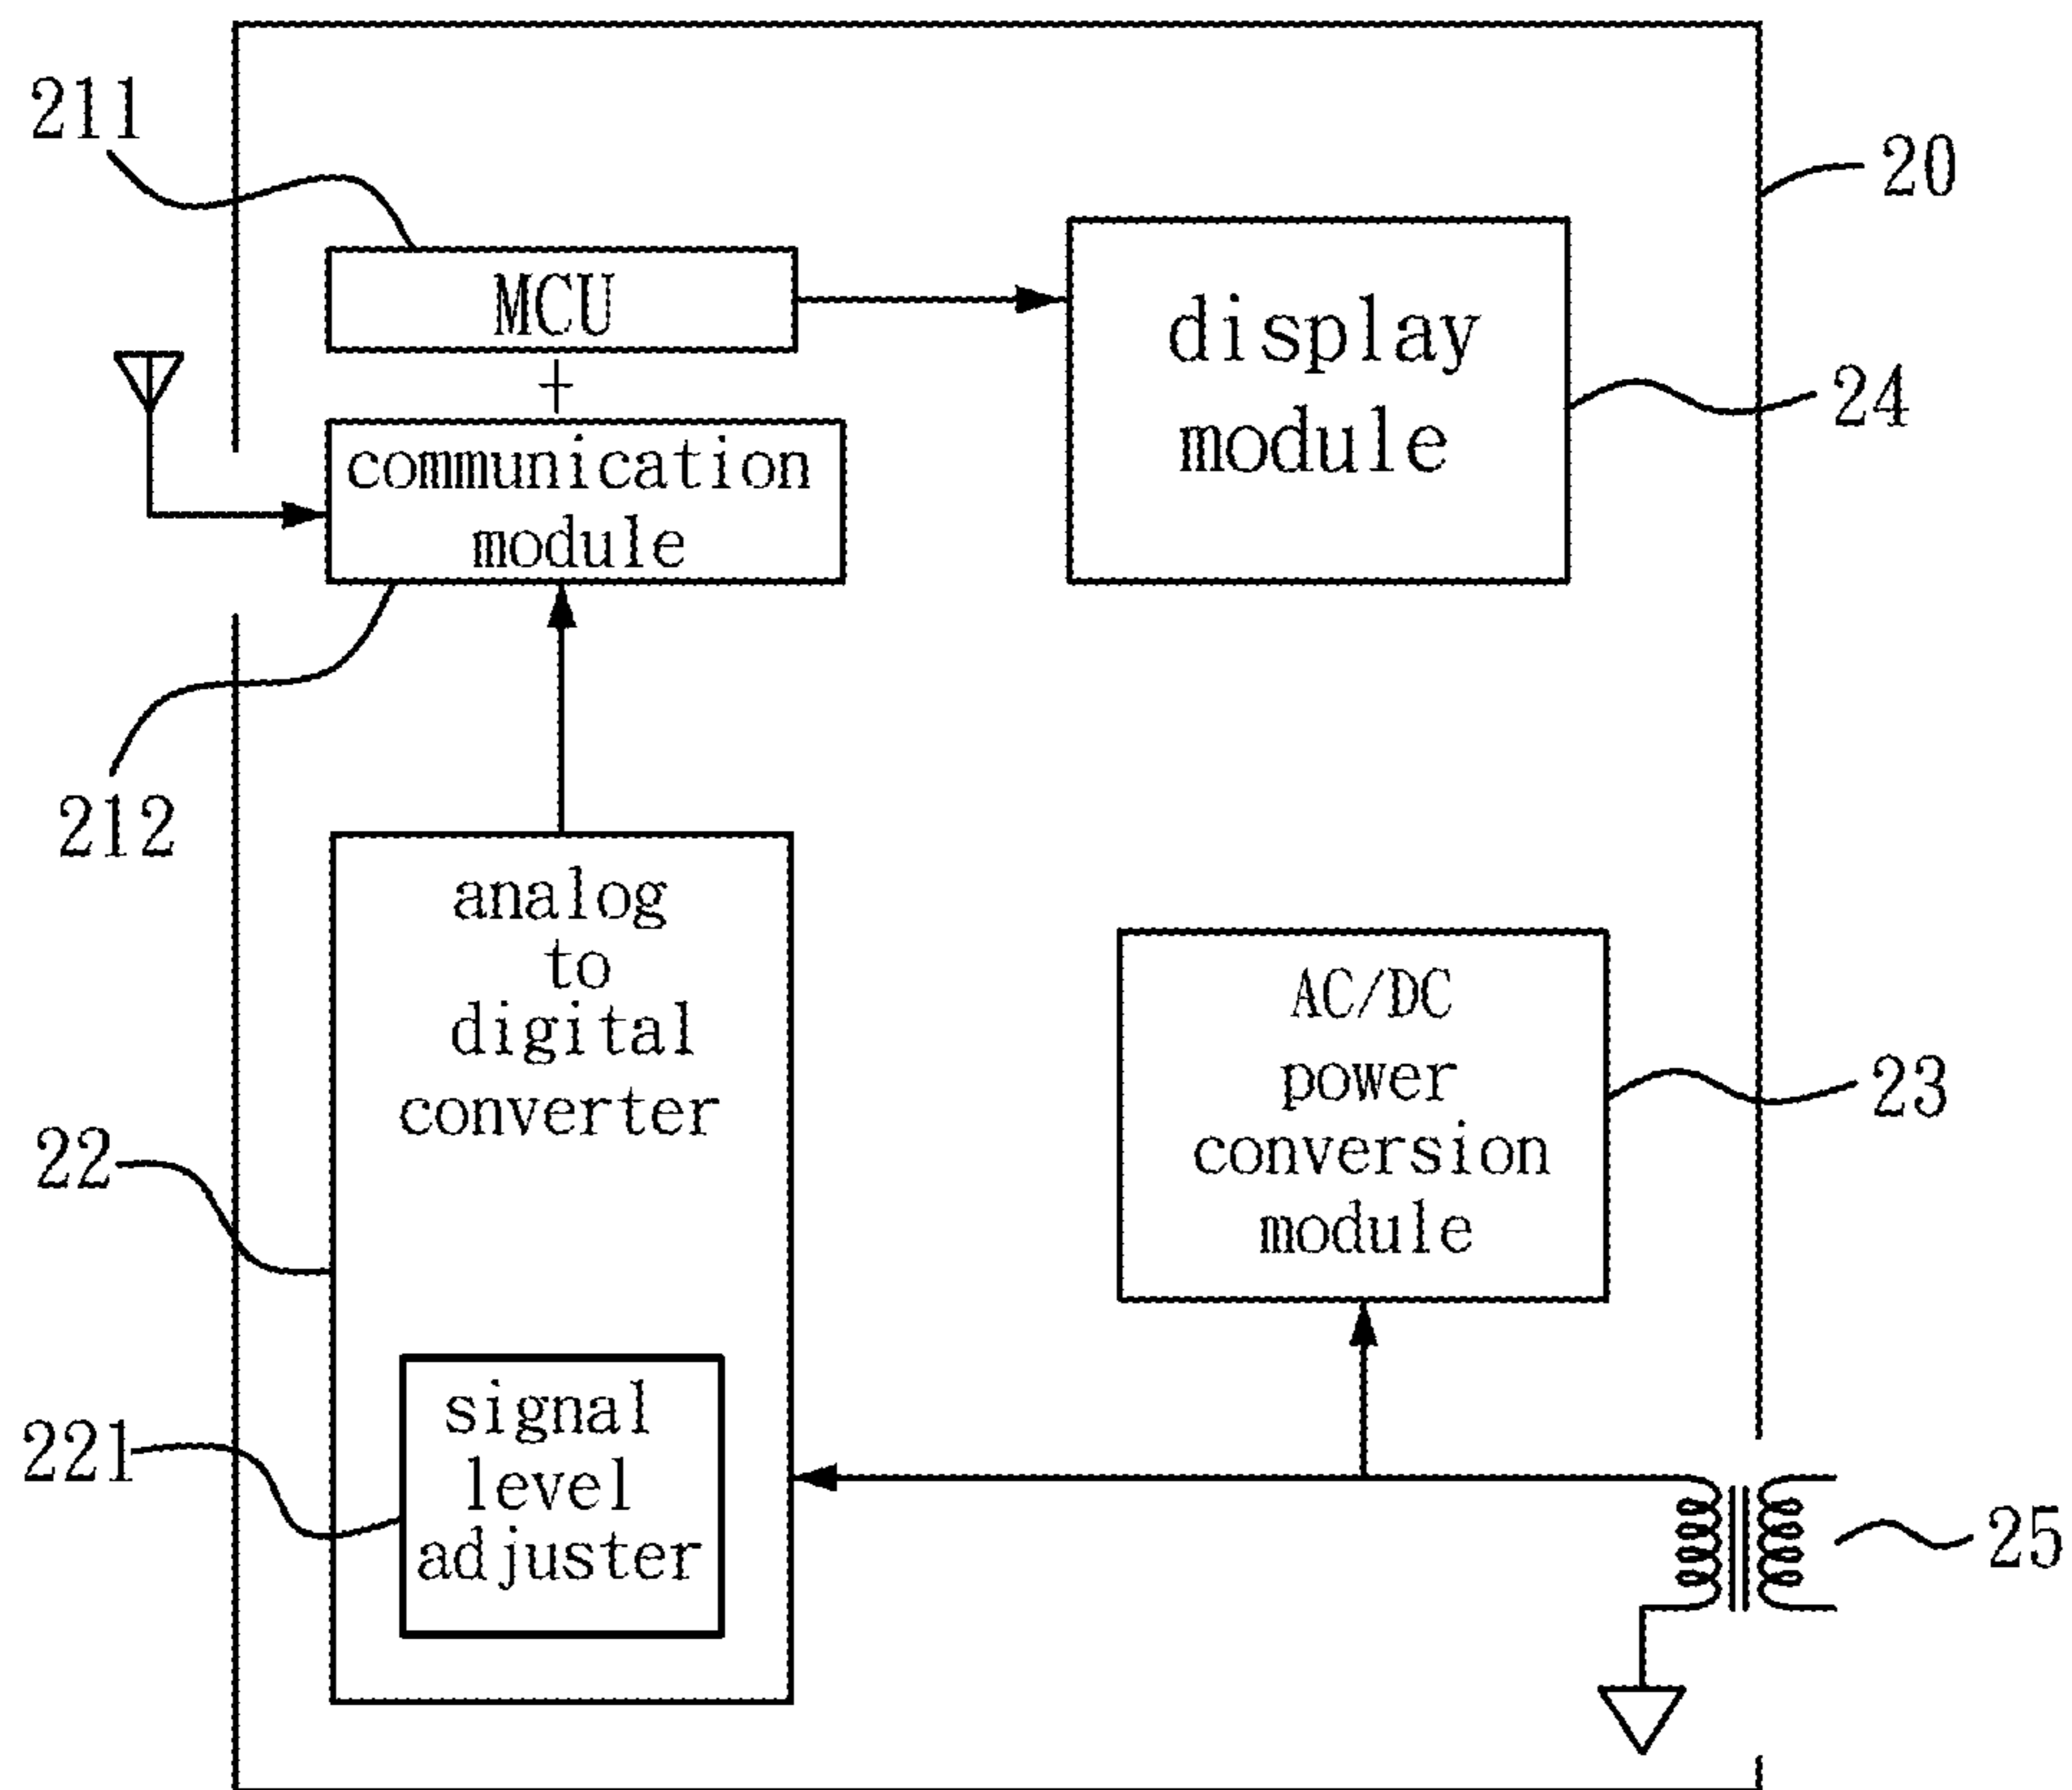 211
20
MCU
+
display
module
24
communication
module
212
analog
to
digital
converter
AC/DC
power
conversion
module
23
22
signal
level
adjuster
221
25